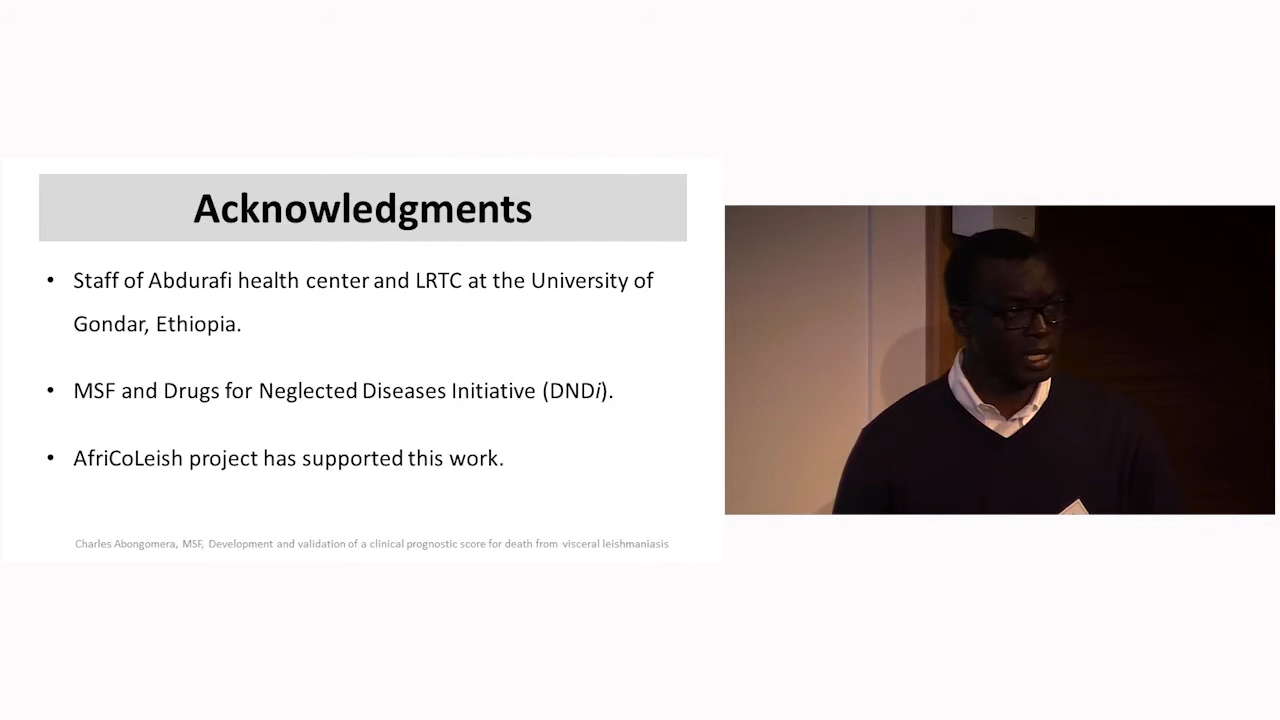 Acknowledgments
• Staff of Abdurafi health center and LRTC at the University of
Gondar, Ethiopia.
• MSF and Drugs for Neglected Diseases Initiative (DNDi).
• AfriCoLeish project has supported this work.
Charles Abongomera, MSF, Development and validation of a clinical prognostic score for death from visceral leishmaniasis